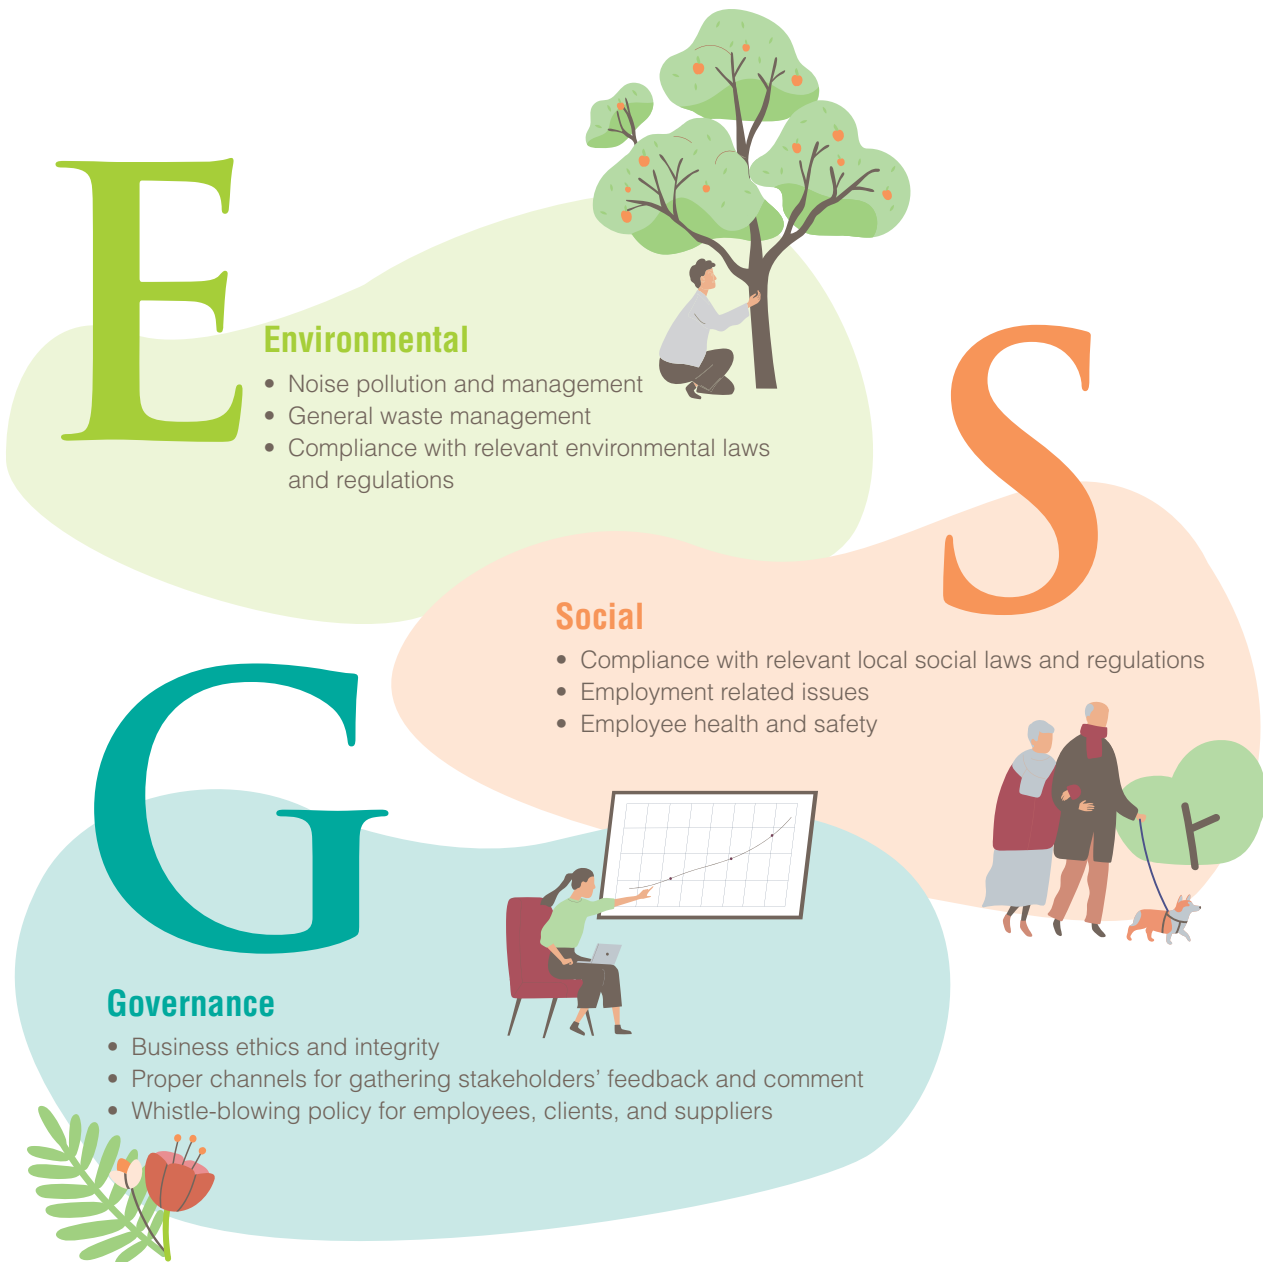 E
Environmental
• Noise pollution and management
• General waste management
• Compliance with relevant environmental laws
and regulations
S
Social
• Compliance with relevant local social laws and regulations
• Employment related issues
• Employee health and safety
G
Governance
• Business ethics and integrity
• Proper channels for gathering stakeholders’ feedback and comment
• Whistle-blowing policy for employees, clients, and suppliers